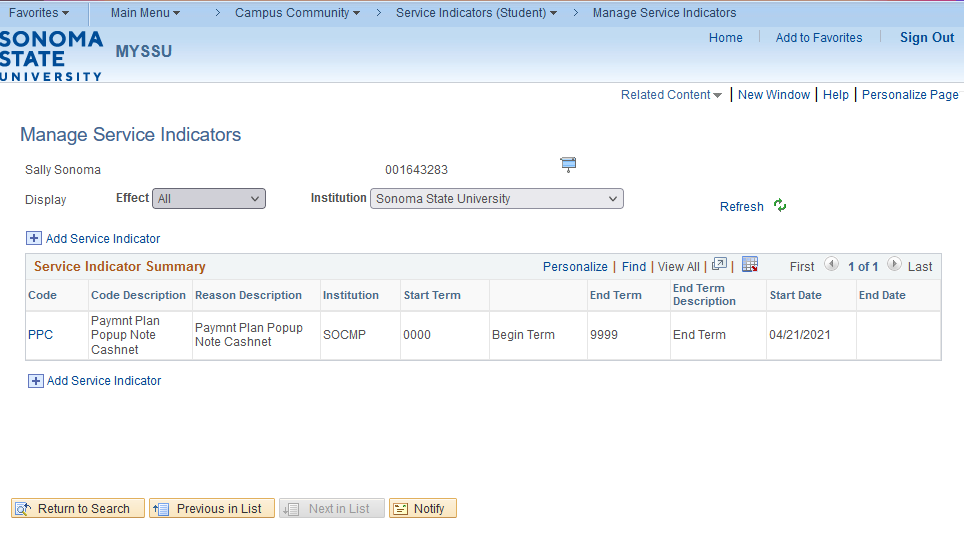 Favorites Main Menu > Campus Community > Service Indicators (Student) > Manage Service Indicators
SONOMA
STATE
UNIVERSITY
MYSSU
Home Add to Favorites Sign Out
Related Content | New Window | Help | Personalize Page
Manage Service Indicators
Sally Sonoma 001643283
Display Effect All Institution Sonoma State University Refresh
Add Service Indicator
Service Indicator Summary Personalize | Find | View All | | First 1 of 1 Last
Code Code Description Reason Description Institution Start Term End Term End Term Description Start Date End Date
PPC Paymnt Plan Popup Note Cashnet Paymnt Plan Popup Note Cashnet SOCMP 0000 Begin Term 9999 End Term 04/21/2021
Add Service Indicator
Return to Search Previous in List Next in List Notify